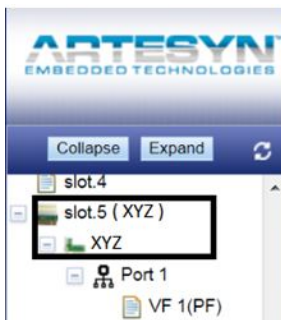 ARTESYN
EMBEDDED TECHNOLOGIES
Collapse Expand
slot.4
slot.5 ( XYZ )
XYZ
Port 1
VF 1(PF)